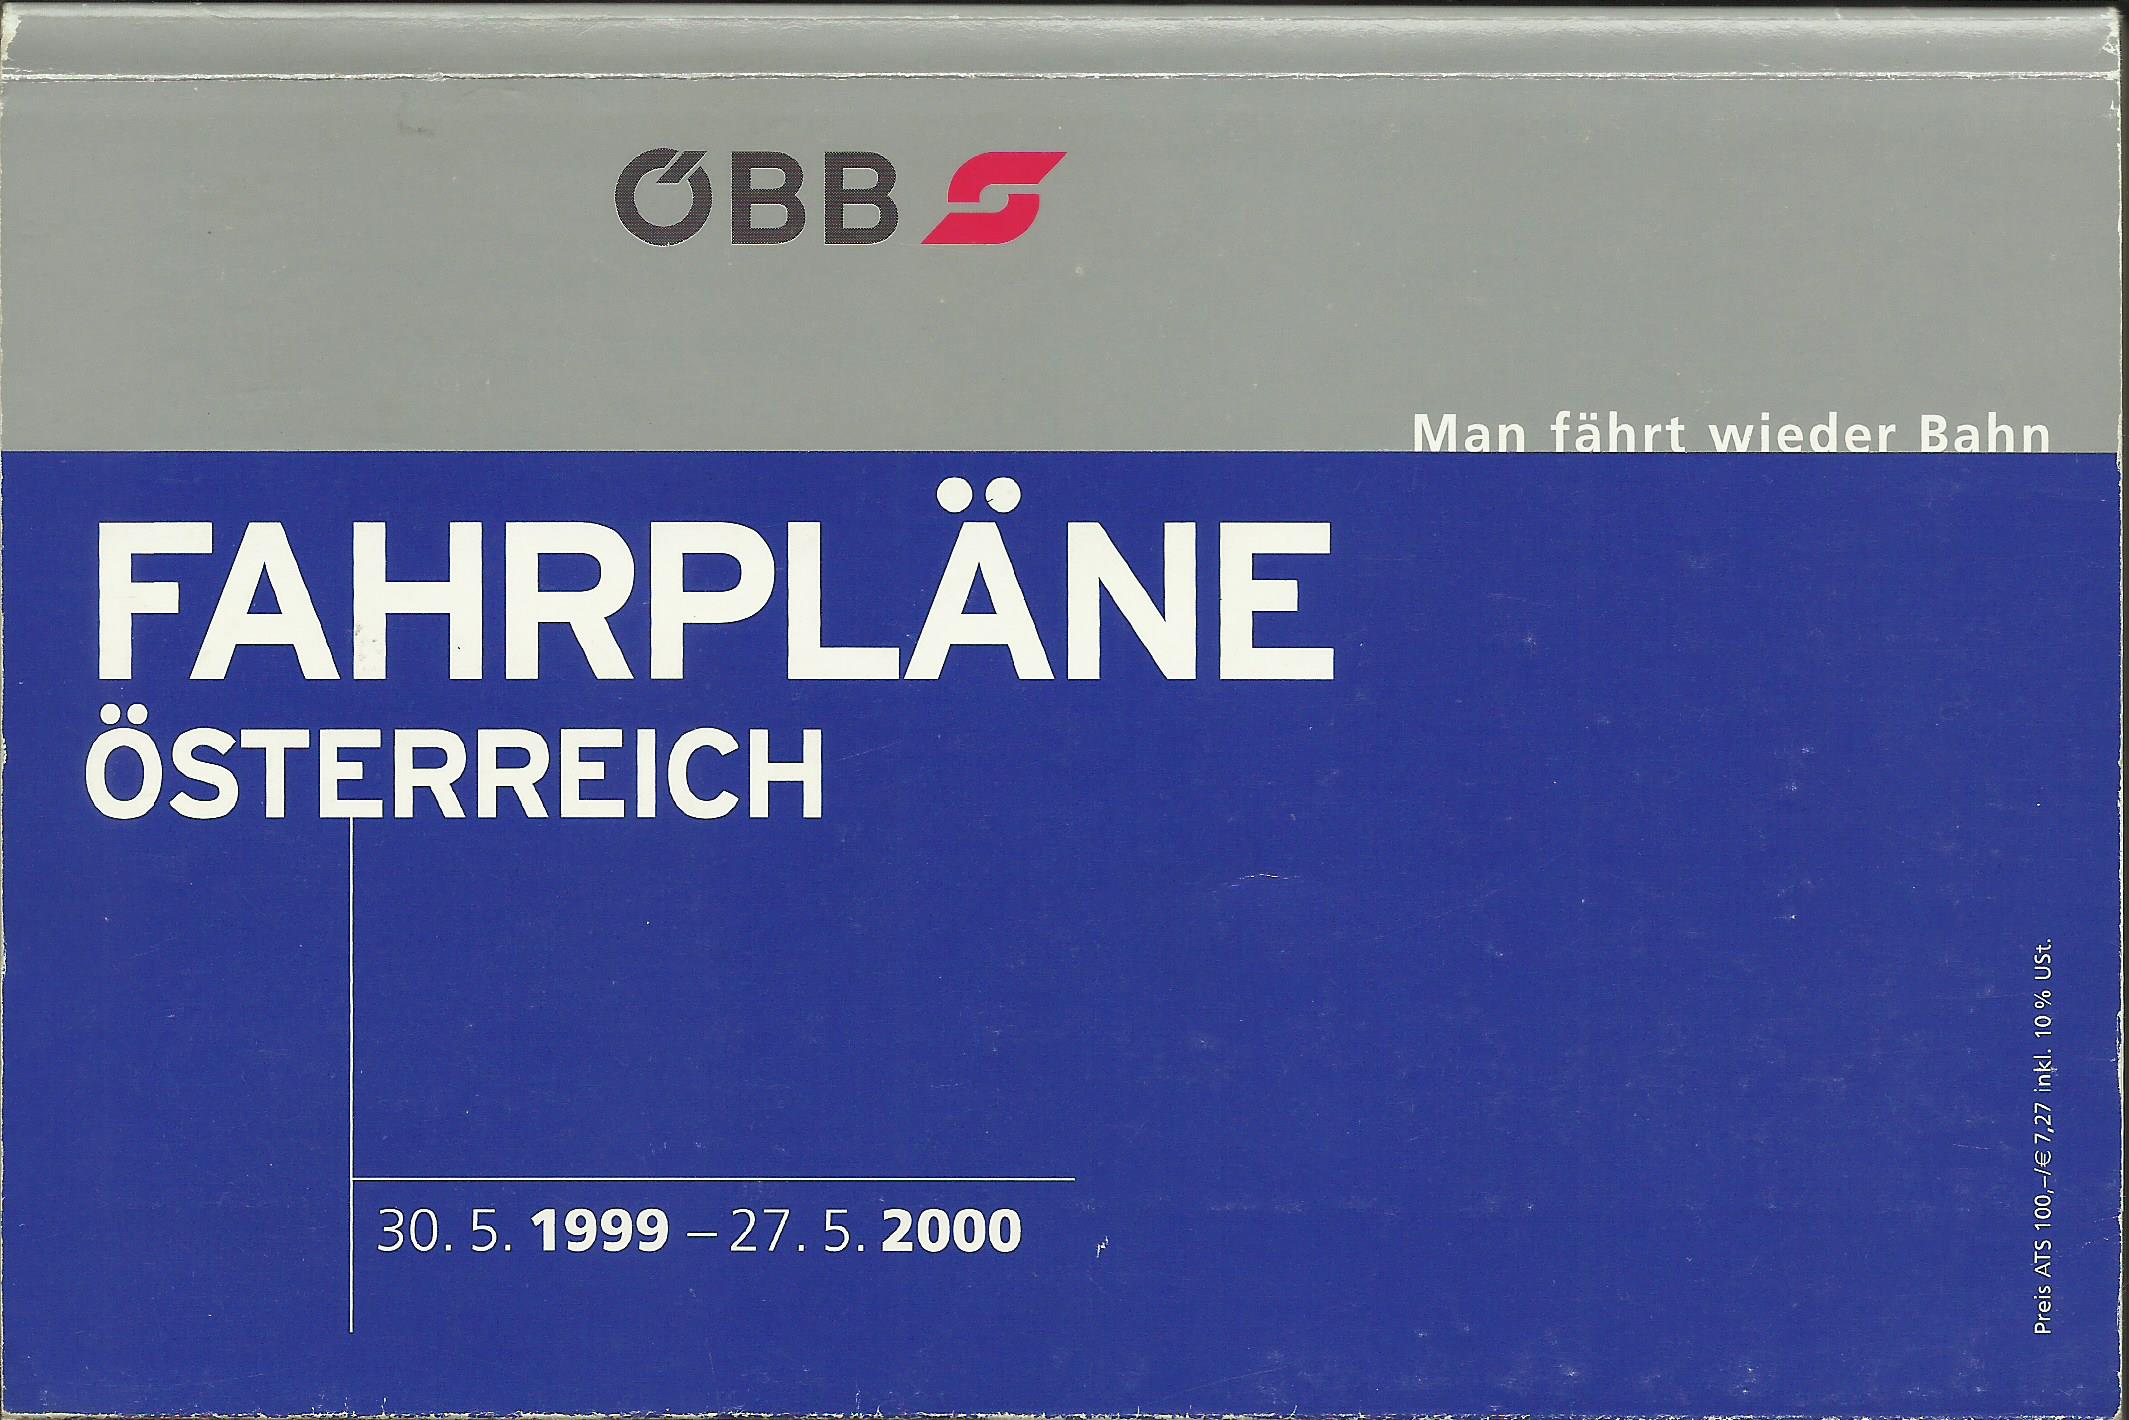 ÖBB
Man fährt wieder Bahn
FAHRPLÄNE
ÖSTERREICH
30. 5. 1999 – 27. 5. 2000
Preis ATS 100,–/€ 7,27 inkl. 10 % USt.